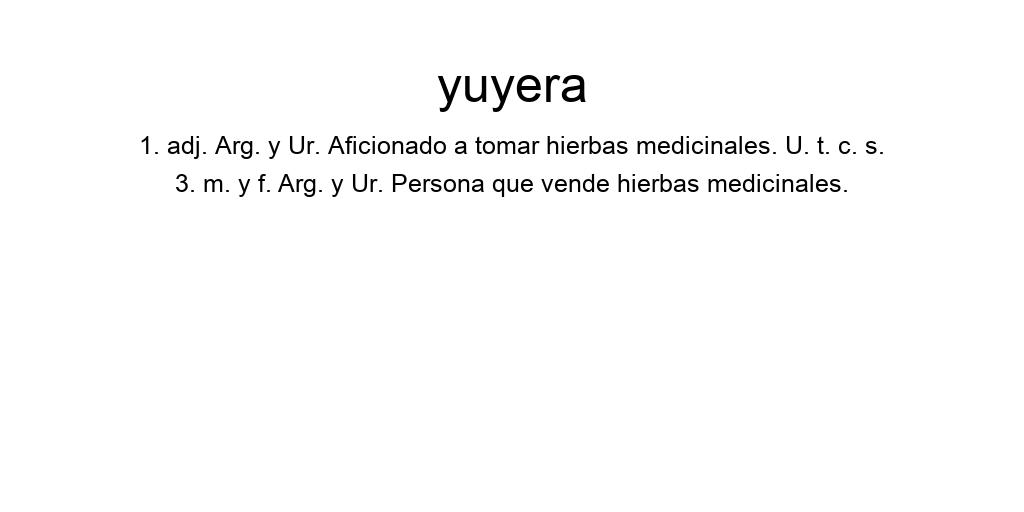 yuyera
1. adj. Arg. y Ur. Aficionado a tomar hierbas medicinales. U. t. c. s.
3. m. y f. Arg. y Ur. Persona que vende hierbas medicinales.